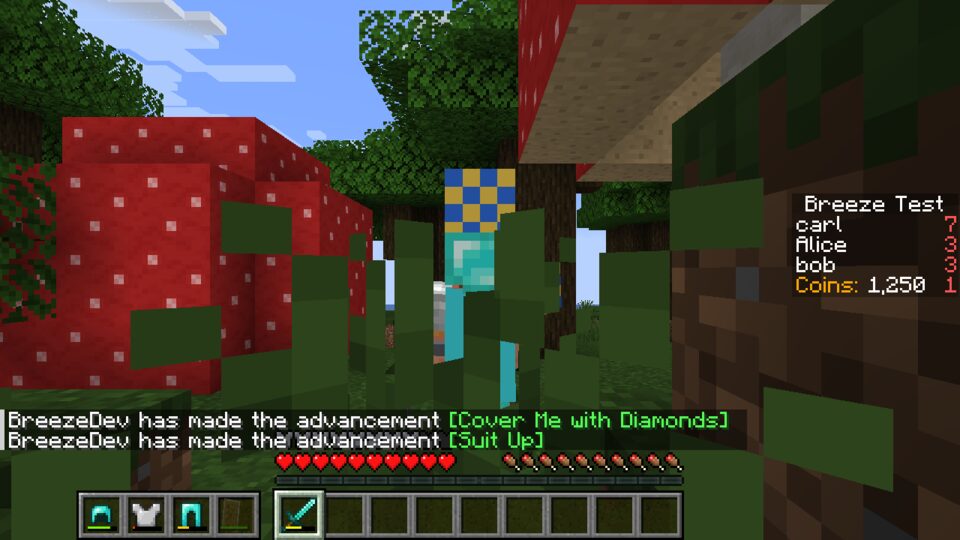 Breeze Test
carl 7
Alice 3
bob 3
Coins: 1,250 1
BreezeDev has made the advancement [Cover Me with Diamonds]
BreezeDev has made the advancement [Suit Up]